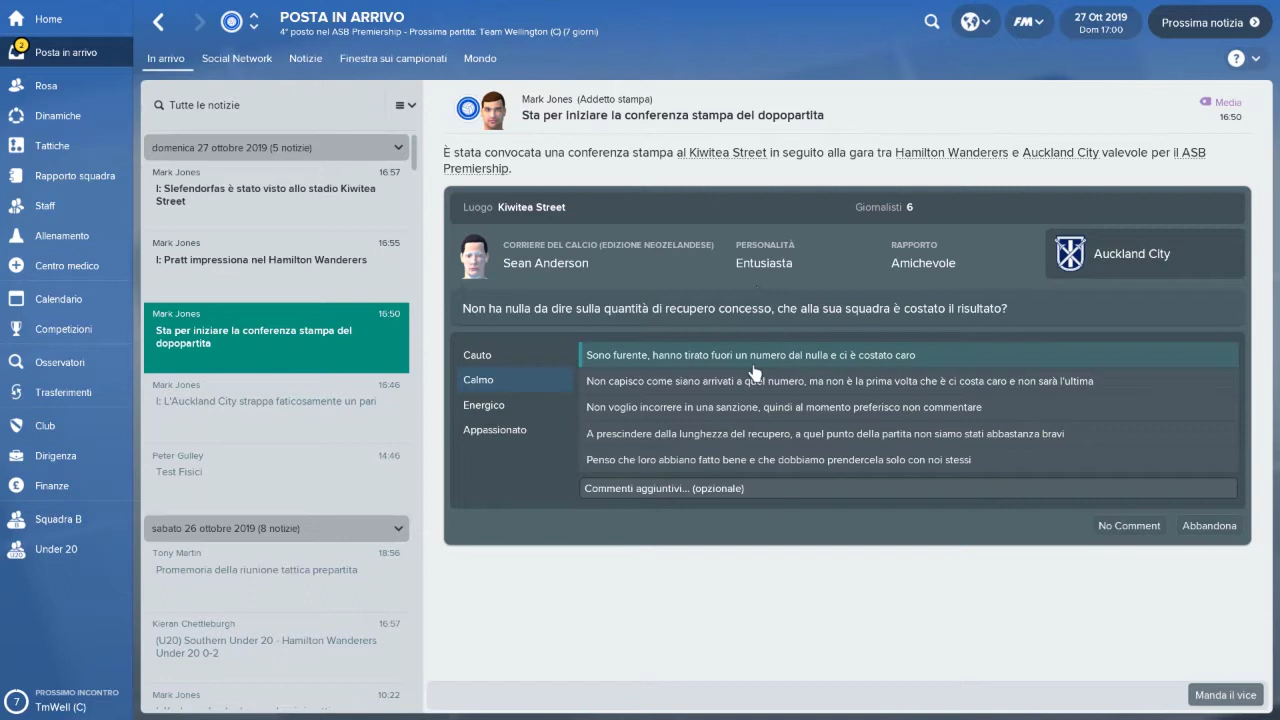 Home
2
Posta in arrivo
Rosa
Dinamiche
Tattiche
Rapporto squadra
Staff
Allenamento
Centro medico
Calendario
Competizioni
Osservatori
Trasferimenti
Club
Dirigenza
Finanze
Squadra B
U20
Under 20
7
PROSSIMO INCONTRO
TmWell (C)
POSTA IN ARRIVO
4° posto nel ASB Premiership - Prossima partita: Team Wellington (C) (7 giorni)
FM
27 Ott 2019
Dom 17:00
Prossima notizia
In arrivo
Social Network
Notizie
Finestra sui campionati
Mondo
?
Tutte le notizie
domenica 27 ottobre 2019 (5 notizie)
Mark Jones 16:57
I: Slefendorfas è stato visto allo stadio Kiwitea
Street
Mark Jones 16:55
I: Pratt impressiona nel Hamilton Wanderers
Mark Jones 16:50
Sta per iniziare la conferenza stampa del
dopopartita
Mark Jones 16:46
I: L'Auckland City strappa faticosamente un pari
Peter Gulley 14:46
Test Fisici
sabato 26 ottobre 2019 (8 notizie)
Tony Martin 18:56
Promemoria della riunione tattica prepartita
Kieran Chettleburgh 16:57
(U20) Southern Under 20 - Hamilton Wanderers
Under 20 0-2
Mark Jones 10:22
Mark Jones (Addetto stampa)
Sta per iniziare la conferenza stampa del dopopartita
Media
16:50
È stata convocata una conferenza stampa al Kiwitea Street in seguito alla gara tra Hamilton Wanderers e Auckland City valevole per il ASB
Premiership.
Luogo Kiwitea Street
Giornalisti 6
CORRIERE DEL CALCIO (EDIZIONE NEOZELANDESE)
Sean Anderson
PERSONALITÀ
Entusiasta
RAPPORTO
Amichevole
Auckland City
Non ha nulla da dire sulla quantità di recupero concesso, che alla sua squadra è costato il risultato?
Cauto
Calmo
Energico
Appassionato
Sono furente, hanno tirato fuori un numero dal nulla e ci è costato caro
Non capisco come siano arrivati a quel numero, ma non è la prima volta che è ci costa caro e non sarà l'ultima
Non voglio incorrere in una sanzione, quindi al momento preferisco non commentare
A prescindere dalla lunghezza del recupero, a quel punto della partita non siamo stati abbastanza bravi
Penso che loro abbiano fatto bene e che dobbiamo prendercela solo con noi stessi
Commenti aggiuntivi... (opzionale)
No Comment
Abbandona
Manda il vice